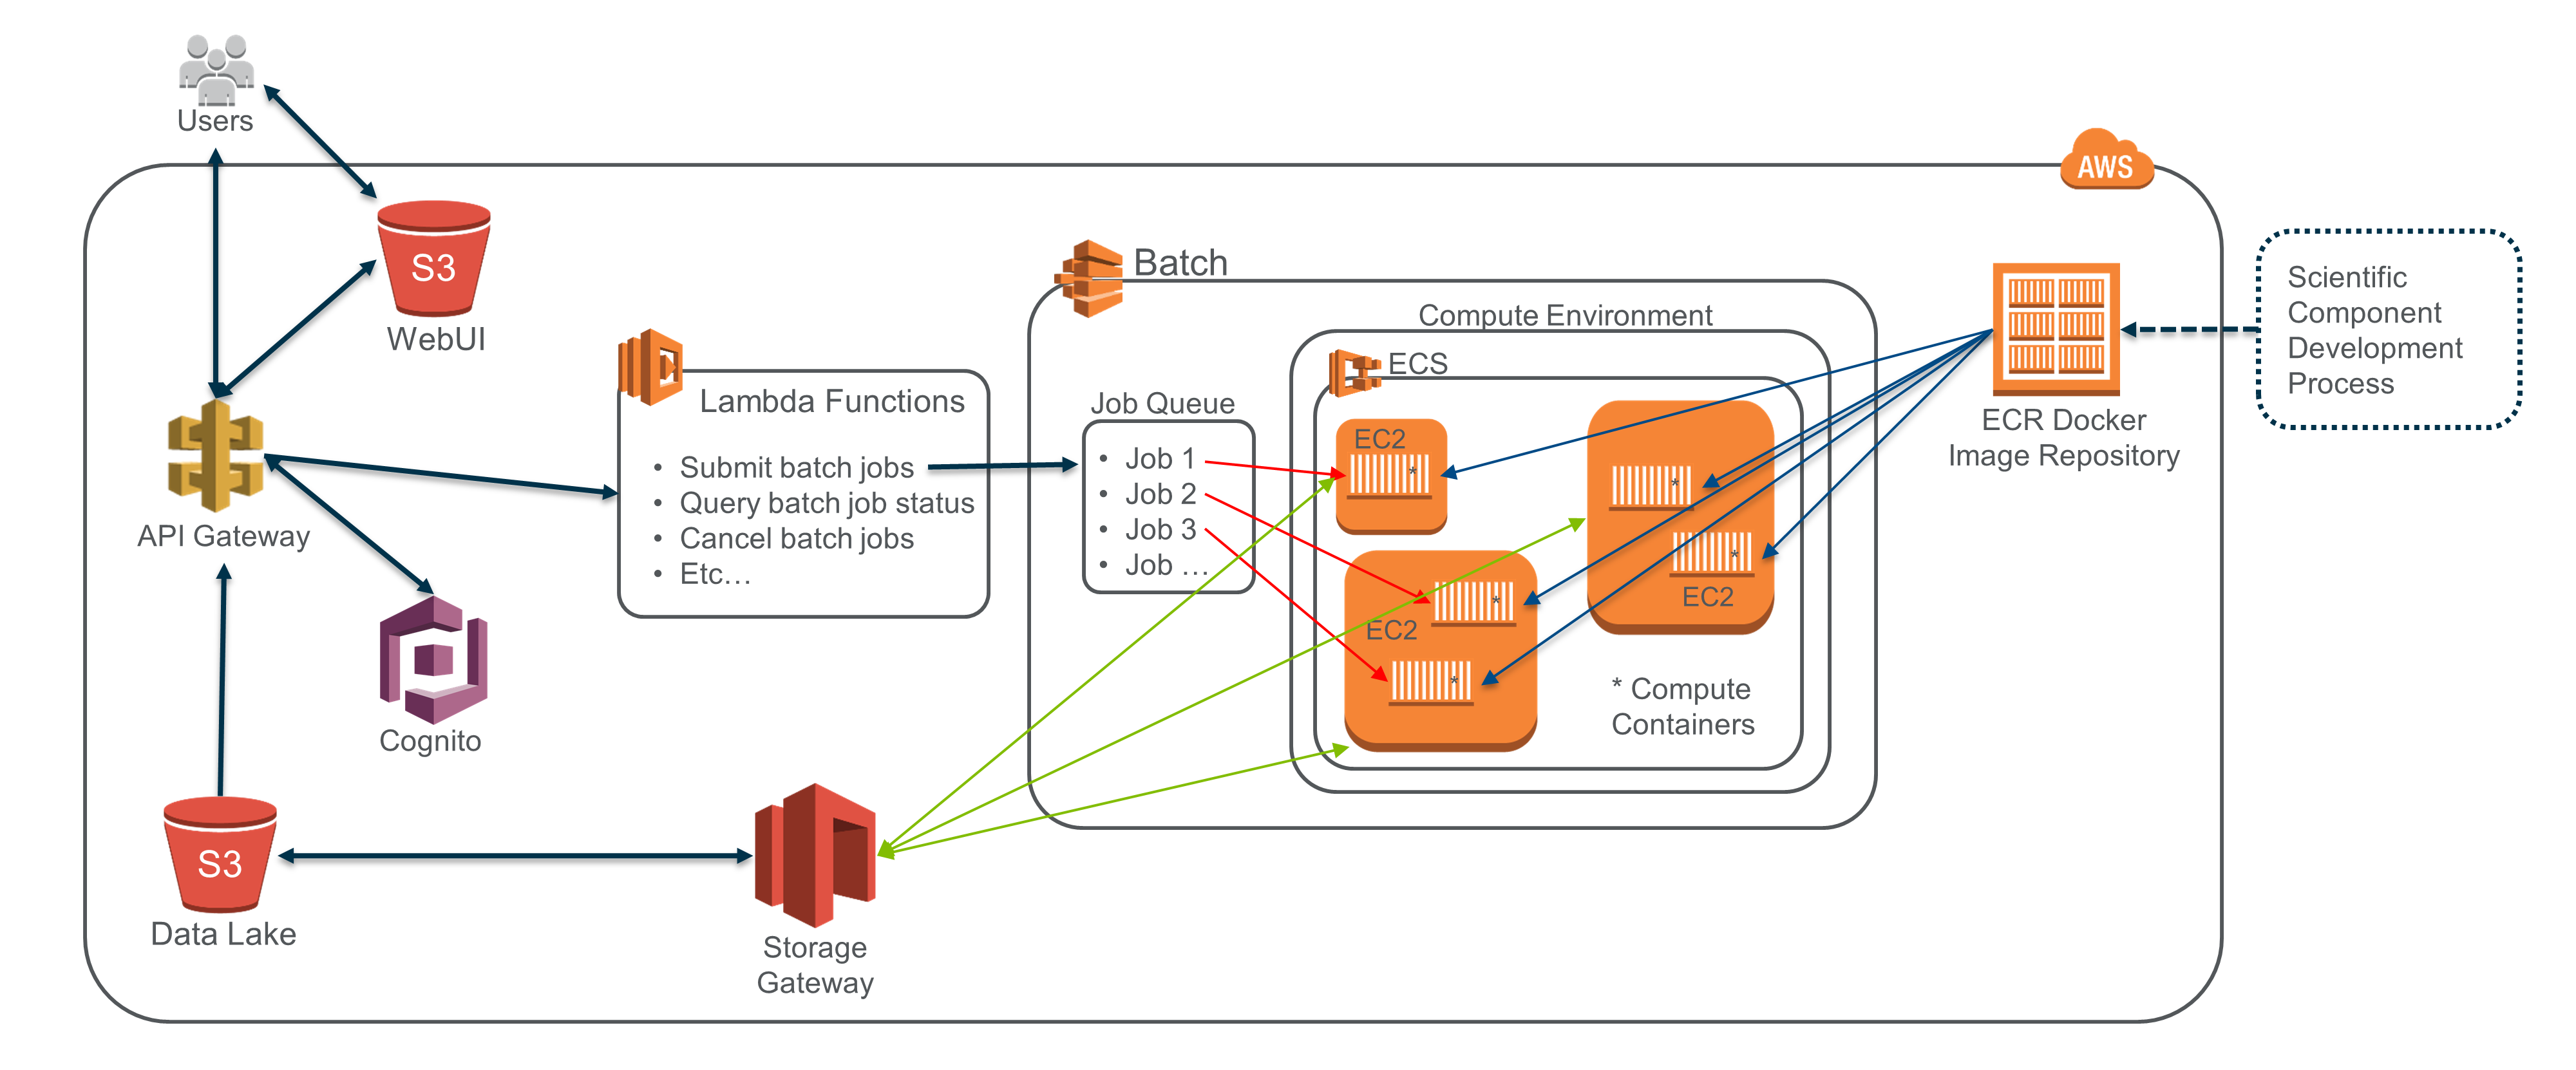 Users
AWS
S3
WebUI
API Gateway
Cognito
S3
Data Lake
Storage
Gateway
Lambda Functions
• Submit batch jobs
• Query batch job status
• Cancel batch jobs
• Etc…
Batch
Job Queue
• Job 1
• Job 2
• Job 3
• Job …
Compute Environment
ECS
EC2
*
*
*
EC2
*
EC2
*
* Compute
Containers
ECR Docker
Image Repository
Scientific
Component
Development
Process